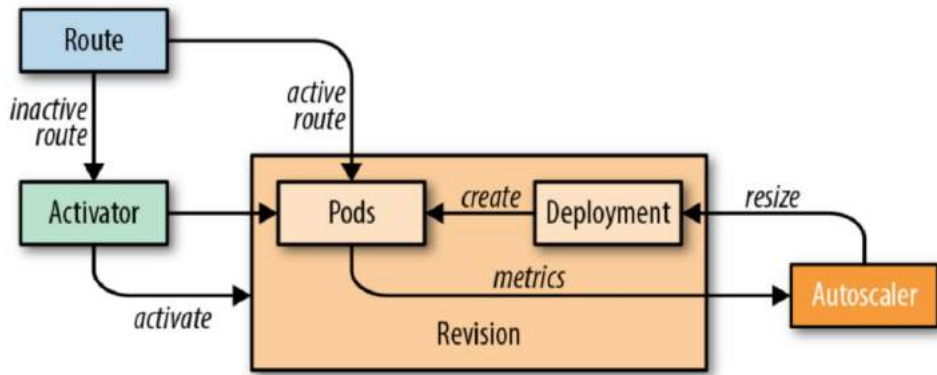 Route
inactive
route
active
route
Activator
Pods
create
Deployment
resize
metrics
Autoscaler
activate
Revision